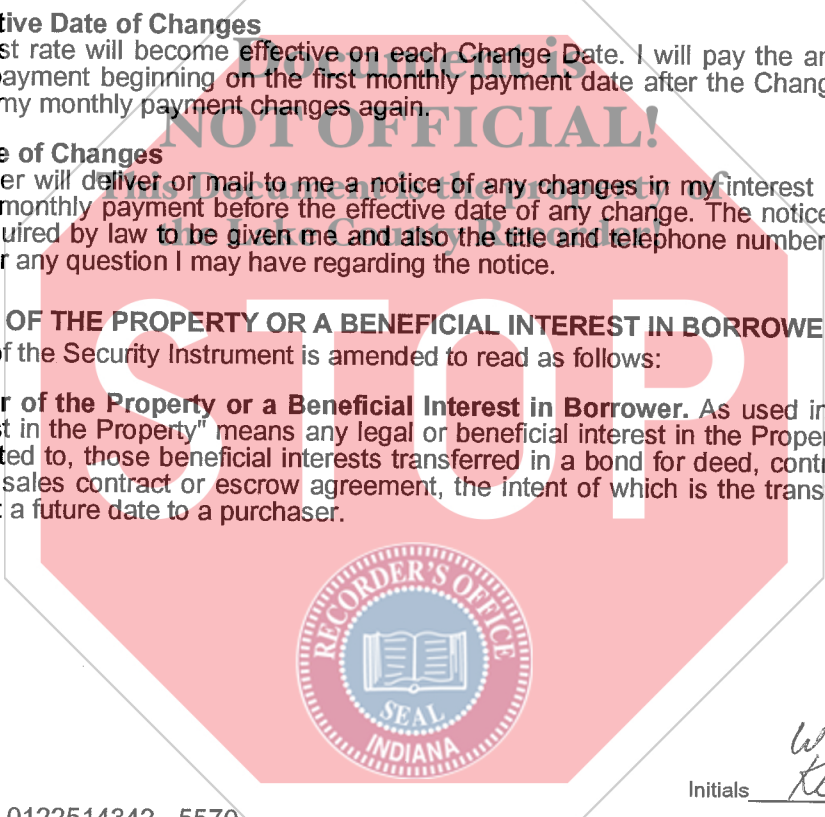 tive Date of Changes
st rate will become effective on each Change Date. I will pay the
payment beginning on the first monthly payment date after the Chang
my monthly payment changes again.
Document is
NOT OFFICIAL!
e of Changes
er will deliver or mail to me a notice of any changes in my interest
This Document is the property of
monthly payment before the effective date of any change. The notice
uired by law to be given me and also the title and telephone number
the Lake County Recorder!
r any question I may have regarding the notice.
OF THE PROPERTY OR A BENEFICIAL INTEREST IN BORROWE
of the Security Instrument is amended to read as follows:
STOP
r of the Property or a Beneficial Interest in Borrower. As used in
t in the Property" means any legal or beneficial interest in the Proper
ted to, those beneficial interests transferred in a bond for deed, contr
sales contract or escrow agreement, the intent of which is the trans
a future date to a purchaser.
RECORDER'S OFFICE
SEAL
INDIANA
Initials
0122514342 5570